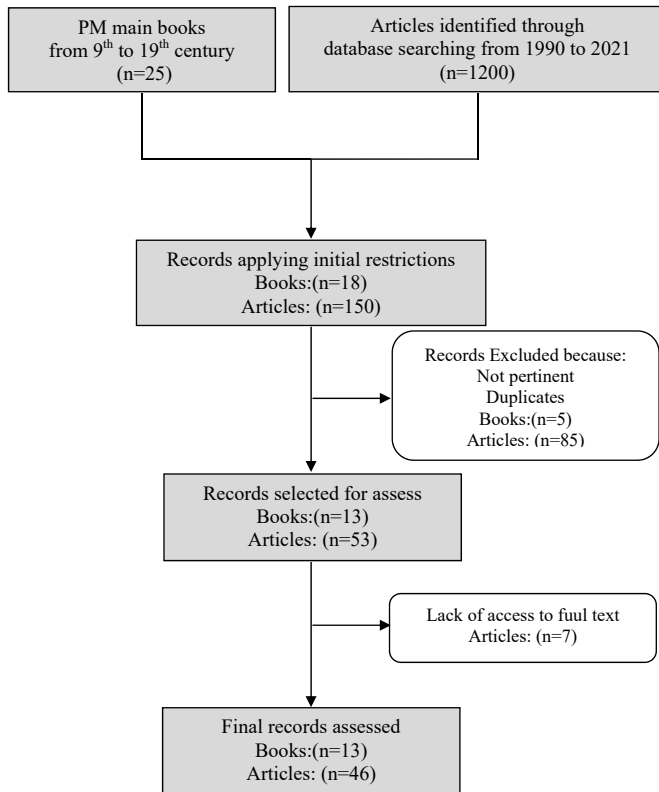 PM main books
from 9th to 19th century
(n=25)
Articles identified through
database searching from 1990 to 2021
(n=1200)
Records applying initial restrictions
Books:(n=18)
Articles: (n=150)
Records Excluded because:
Not pertinent
Duplicates
Books:(n=5)
Articles: (n=85)
Records selected for assess
Books:(n=13)
Articles: (n=53)
Lack of access to fuul text
Articles: (n=7)
Final records assessed
Books:(n=13)
Articles: (n=46)